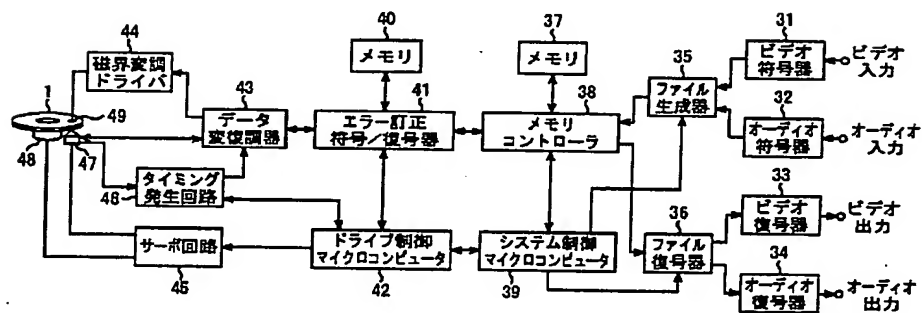 40
メモリ
37
メモリ
31
ビデオ
符号器
ビデオ
入力
44
磁界変調
ドライバ
35
ファイル
生成器
1
49
43
データ
変復調器
41
エラー訂正
符号/復号器
38
メモリ
コントローラ
32
オーディオ
符号器
オーディオ
入力
48
47
46
タイミング
発生回路
33
ビデオ
復号器
ビデオ
出力
36
ファイル
復号器
サーボ回路
45
ドライブ制御
マイクロコンピュータ
42
システム制御
マイクロコンピュータ
39
34
オーディオ
復号器
オーディオ
出力